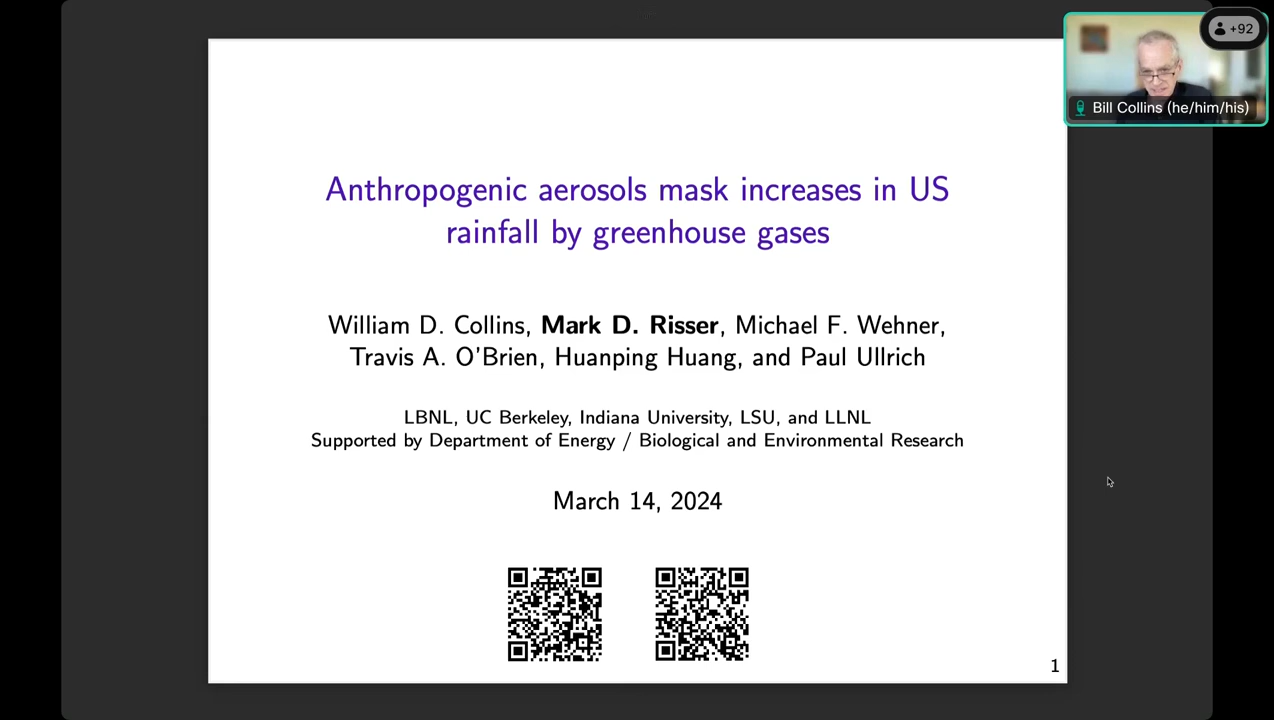 +92
Bill Collins (he/him/his)
Anthropogenic aerosols mask increases in US
rainfall by greenhouse gases
William D. Collins, Mark D. Risser, Michael F. Wehner,
Travis A. O'Brien, Huanping Huang, and Paul Ullrich
LBNL, UC Berkeley, Indiana University, LSU, and LLNL
Supported by Department of Energy / Biological and Environmental Research
March 14, 2024
1